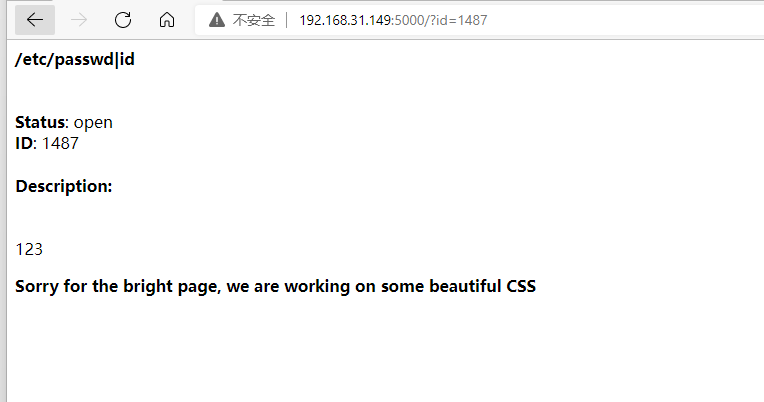 不安全 192.168.31.149:5000/?id=1487
/etc/passwd|id
Status: open
ID: 1487
Description:
123
Sorry for the bright page, we are working on some beautiful CSS